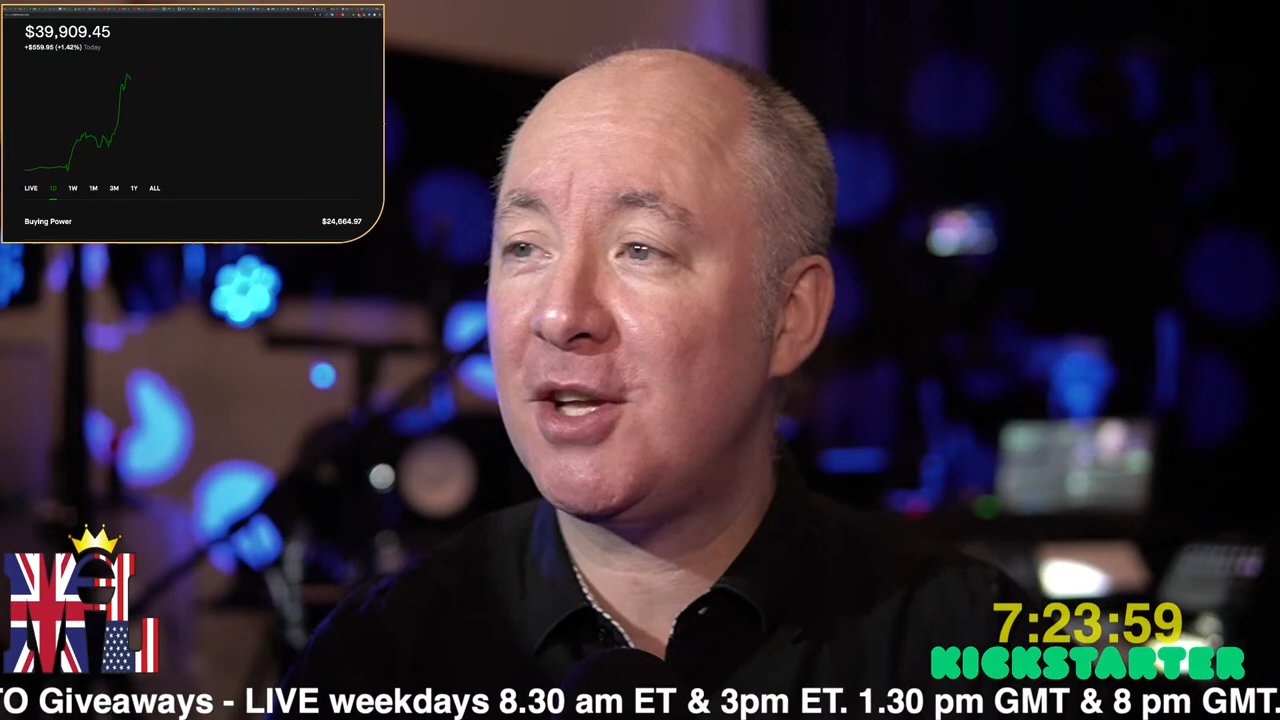 $39,909.45
+$559.95 (+1.42%) Today
LIVE 1D 1W 1M 3M 1Y ALL
Buying Power $24,664.97
7:23:59
KICKSTARTER
TO Giveaways - LIVE weekdays 8.30 am ET & 3pm ET. 1.30 pm GMT & 8 pm GMT.